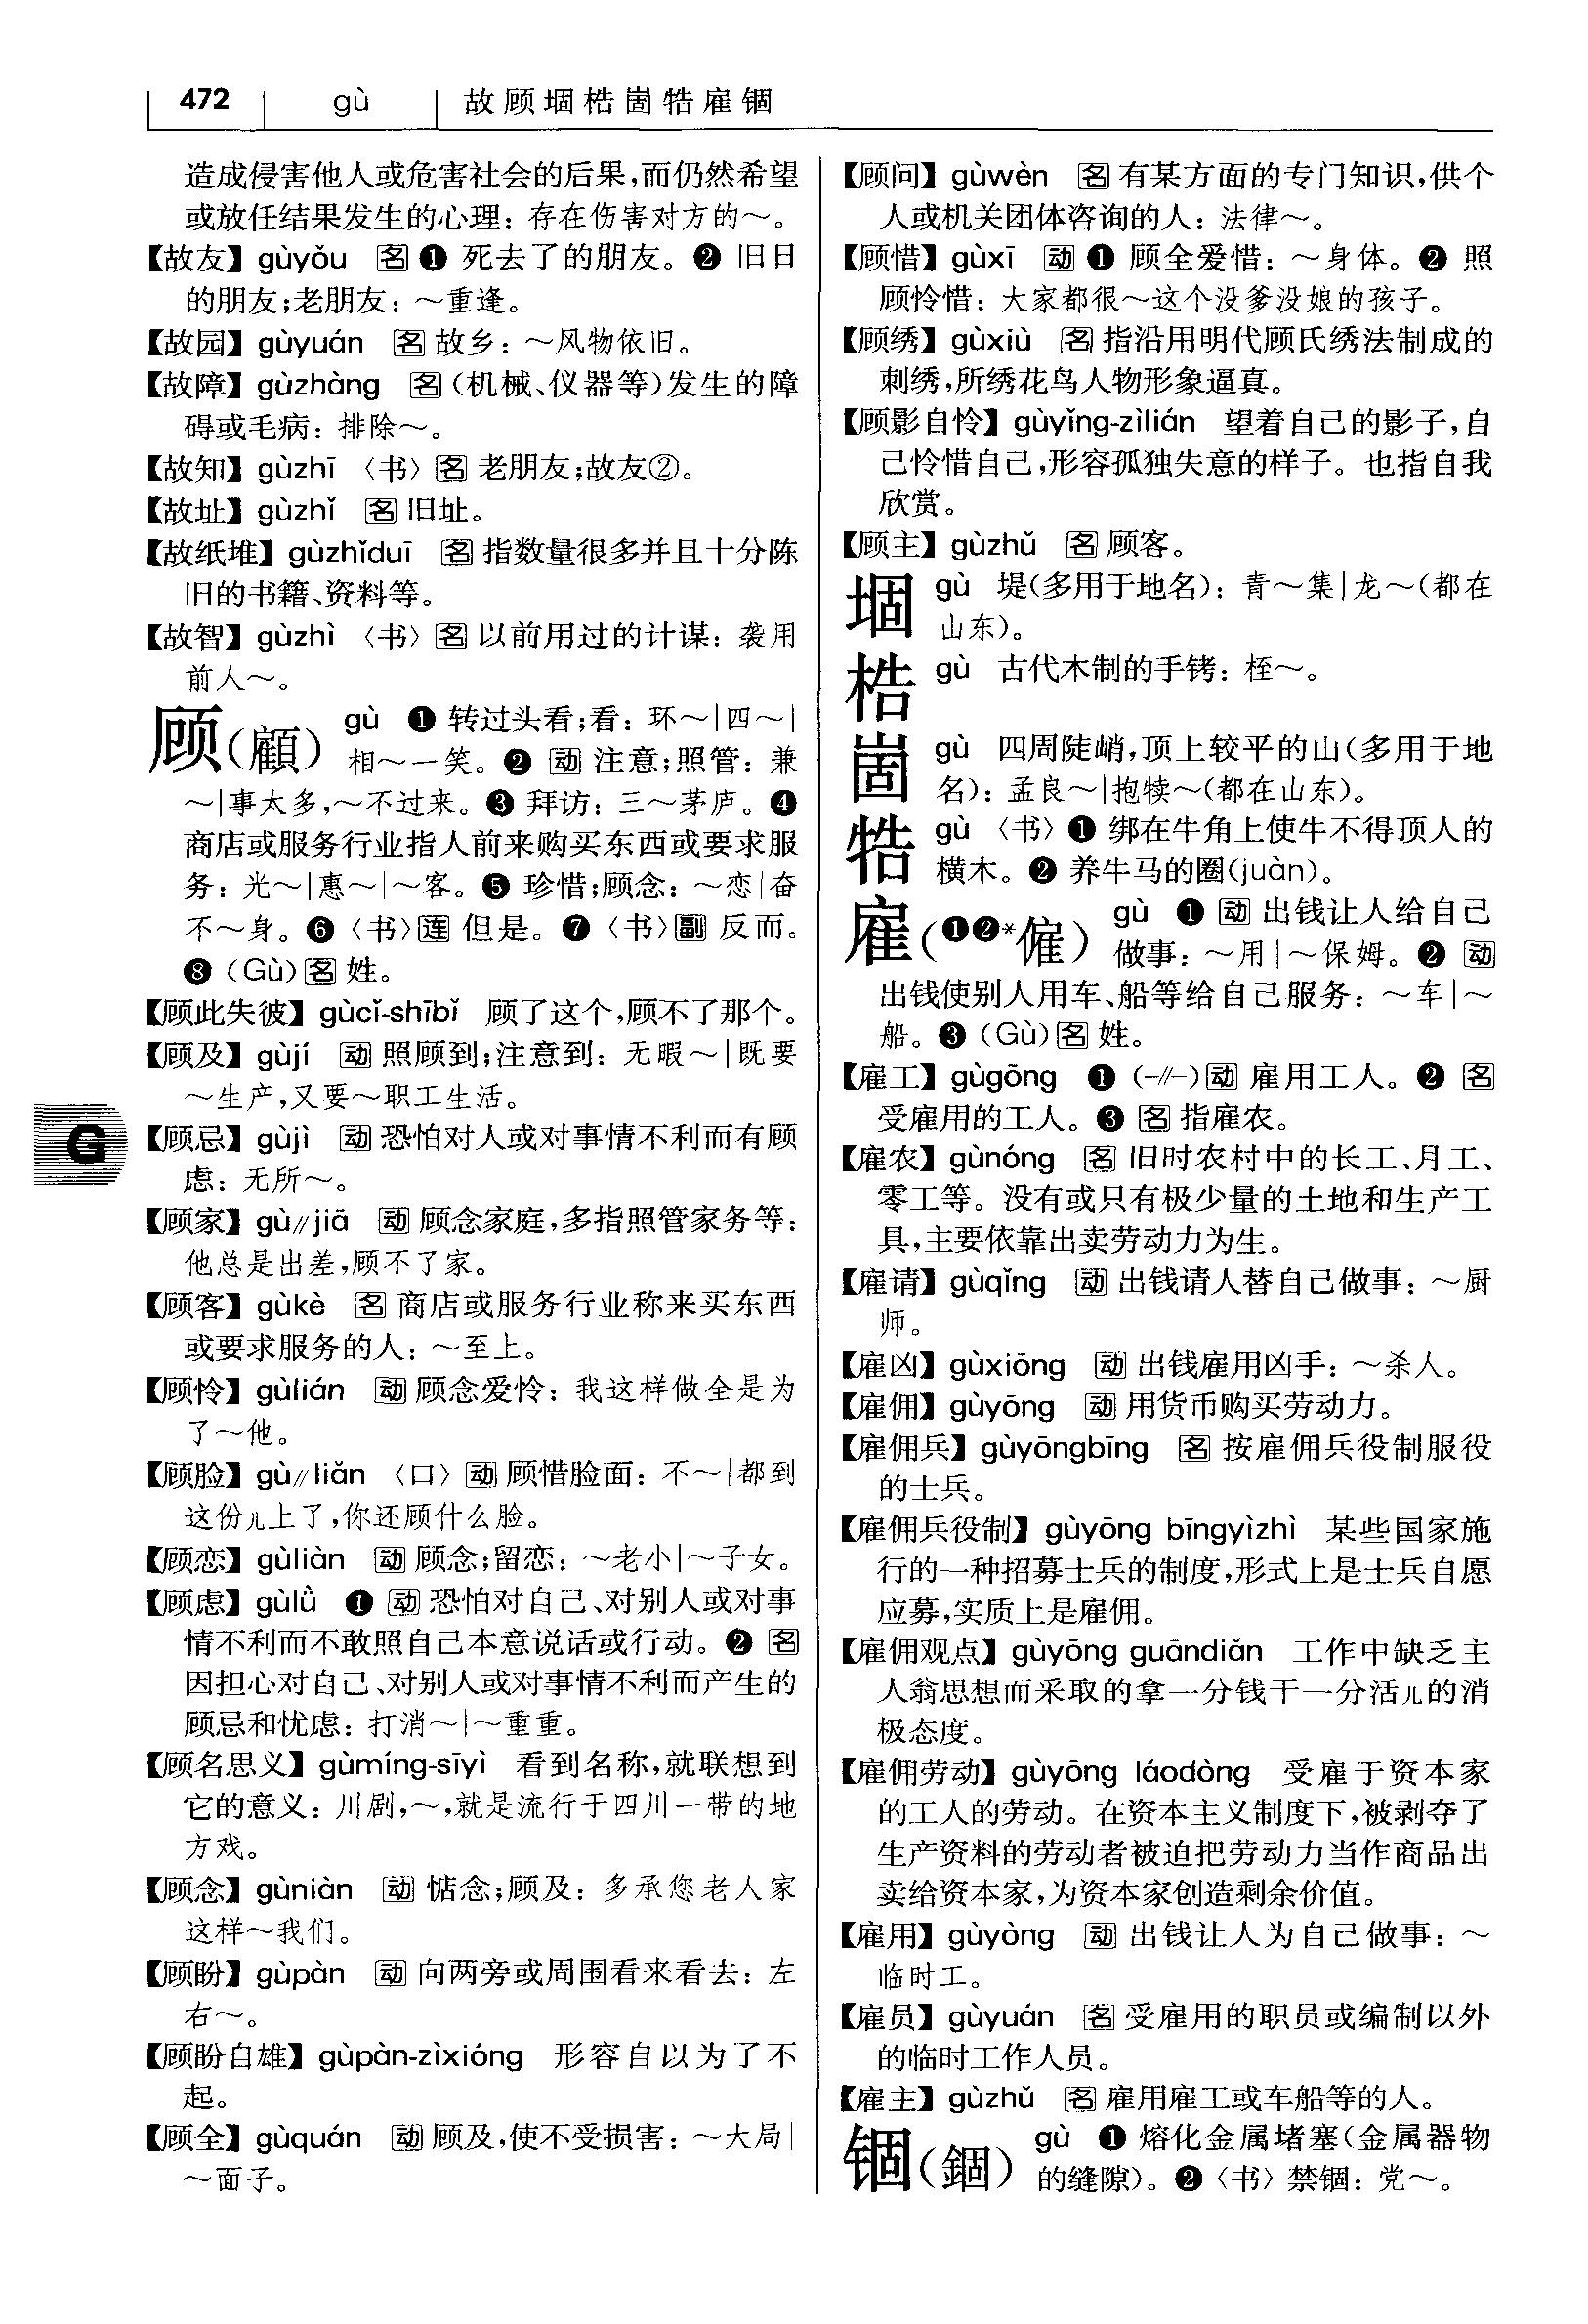 472 gù 故顾堌梏崮牿雇锢
造成侵害他人或危害社会的后果,而仍然希望
或放任结果发生的心理：存在伤害对方的～。
【故友】gùyǒu 名❶ 死去了的朋友。❷ 旧日
的朋友;老朋友：～重逢。
【故园】gùyuán 名 故乡：～风物依旧。
【故障】gùzhàng 名（机械、仪器等）发生的障
碍或毛病：排除～。
【故知】gùzhī〈书〉名 老朋友;故友②。
【故址】gùzhǐ 名 旧址。
【故纸堆】gùzhǐduī 名 指数量很多并且十分陈
旧的书籍、资料等。
【故智】gùzhì〈书〉名 以前用过的计谋：袭用
前人～。
顾（顧） gù ❶ 转过头看;看：环～|四～|
相～一笑。❷ 动 注意;照管：兼
～|事太多,～不过来。❸ 拜访：三～茅庐。❹
商店或服务行业指人前来购买东西或要求服
务：光～|惠～|～客。❺ 珍惜;顾念：～恋|奋
不～身。❻〈书〉连 但是。❼〈书〉副 反而。
❽（Gù）名 姓。
【顾此失彼】gùcǐ-shībǐ 顾了这个,顾不了那个。
【顾及】gùjí 动 照顾到;注意到：无暇～|既要
～生产,又要～职工生活。
【顾忌】gùjì 动 恐怕对人或对事情不利而有顾
虑：无所～。
【顾家】gù//jiā 动 顾念家庭,多指照管家务等：
他总是出差,顾不了家。
【顾客】gùkè 名 商店或服务行业称来买东西
或要求服务的人：～至上。
【顾怜】gùlián 动 顾念爱怜：我这样做全是为
了～他。
【顾脸】gù//liǎn〈口〉动 顾惜脸面：不～|都到
这份儿上了,你还顾什么脸。
【顾恋】gùliàn 动 顾念;留恋：～老小|～子女。
【顾虑】gùlǜ ❶ 动 恐怕对自己、对别人或对事
情不利而不敢照自己本意说话或行动。❷ 名
因担心对自己、对别人或对事情不利而产生的
顾忌和忧虑：打消～|～重重。
【顾名思义】gùmíng-sīyì 看到名称,就联想到
它的意义：川剧,～,就是流行于四川一带的地
方戏。
【顾念】gùniàn 动 惦念;顾及：多承您老人家
这样～我们。
【顾盼】gùpàn 动 向两旁或周围看来看去：左
右～。
【顾盼自雄】gùpàn-zìxióng 形容自以为了不
起。
【顾全】gùquán 动 顾及,使不受损害：～大局|
～面子。
G
【顾问】gùwèn 名 有某方面的专门知识,供个
人或机关团体咨询的人：法律～。
【顾惜】gùxī 动 ❶ 顾全爱惜：～身体。❷ 照
顾怜惜：大家都很～这个没爹没娘的孩子。
【顾绣】gùxiù 名 指沿用明代顾氏绣法制成的
刺绣,所绣花鸟人物形象逼真。
【顾影自怜】gùyǐng-zìlián 望着自己的影子,自
己怜惜自己,形容孤独失意的样子。也指自我
欣赏。
【顾主】gùzhǔ 名 顾客。
堌 gù 堤（多用于地名）：青～集|龙～（都在
山东）。
梏 gù 古代木制的手铐：桎～。
崮 gù 四周陡峭,顶上较平的山（多用于地
名）：孟良～|抱犊～（都在山东）。
牿 gù〈书〉❶ 绑在牛角上使牛不得顶人的
横木。❷ 养牛马的圈（juàn）。
雇（❶❷*僱） gù ❶ 动 出钱让人给自己
做事：～用|～保姆。❷ 动
出钱使别人用车、船等给自己服务：～车|～
船。❸（Gù）名 姓。
【雇工】gùgōng ❶（-//-）动 雇用工人。❷ 名
受雇用的工人。❸ 名 指雇农。
【雇农】gùnóng 名 旧时农村中的长工、月工、
零工等。没有或只有极少量的土地和生产工
具,主要依靠出卖劳动力为生。
【雇请】gùqǐng 动 出钱请人替自己做事：～厨
师。
【雇凶】gùxiōng 动 出钱雇用凶手：～杀人。
【雇佣】gùyōng 动 用货币购买劳动力。
【雇佣兵】gùyōngbīng 名 按雇佣兵役制服役
的士兵。
【雇佣兵役制】gùyōng bīngyìzhì 某些国家施
行的一种招募士兵的制度,形式上是士兵自愿
应募,实质上是雇佣。
【雇佣观点】gùyōng guāndiǎn 工作中缺乏主
人翁思想而采取的拿一分钱干一分活儿的消
极态度。
【雇佣劳动】gùyōng láodòng 受雇于资本家
的工人的劳动。在资本主义制度下,被剥夺了
生产资料的劳动者被迫把劳动力当作商品出
卖给资本家,为资本家创造剩余价值。
【雇用】gùyòng 动 出钱让人为自己做事：～
临时工。
【雇员】gùyuán 名 受雇用的职员或编制以外
的临时工作人员。
【雇主】gùzhǔ 名 雇用雇工或车船等的人。
锢（錮） gù ❶ 熔化金属堵塞（金属器物
的缝隙）。❷〈书〉禁锢：党～。